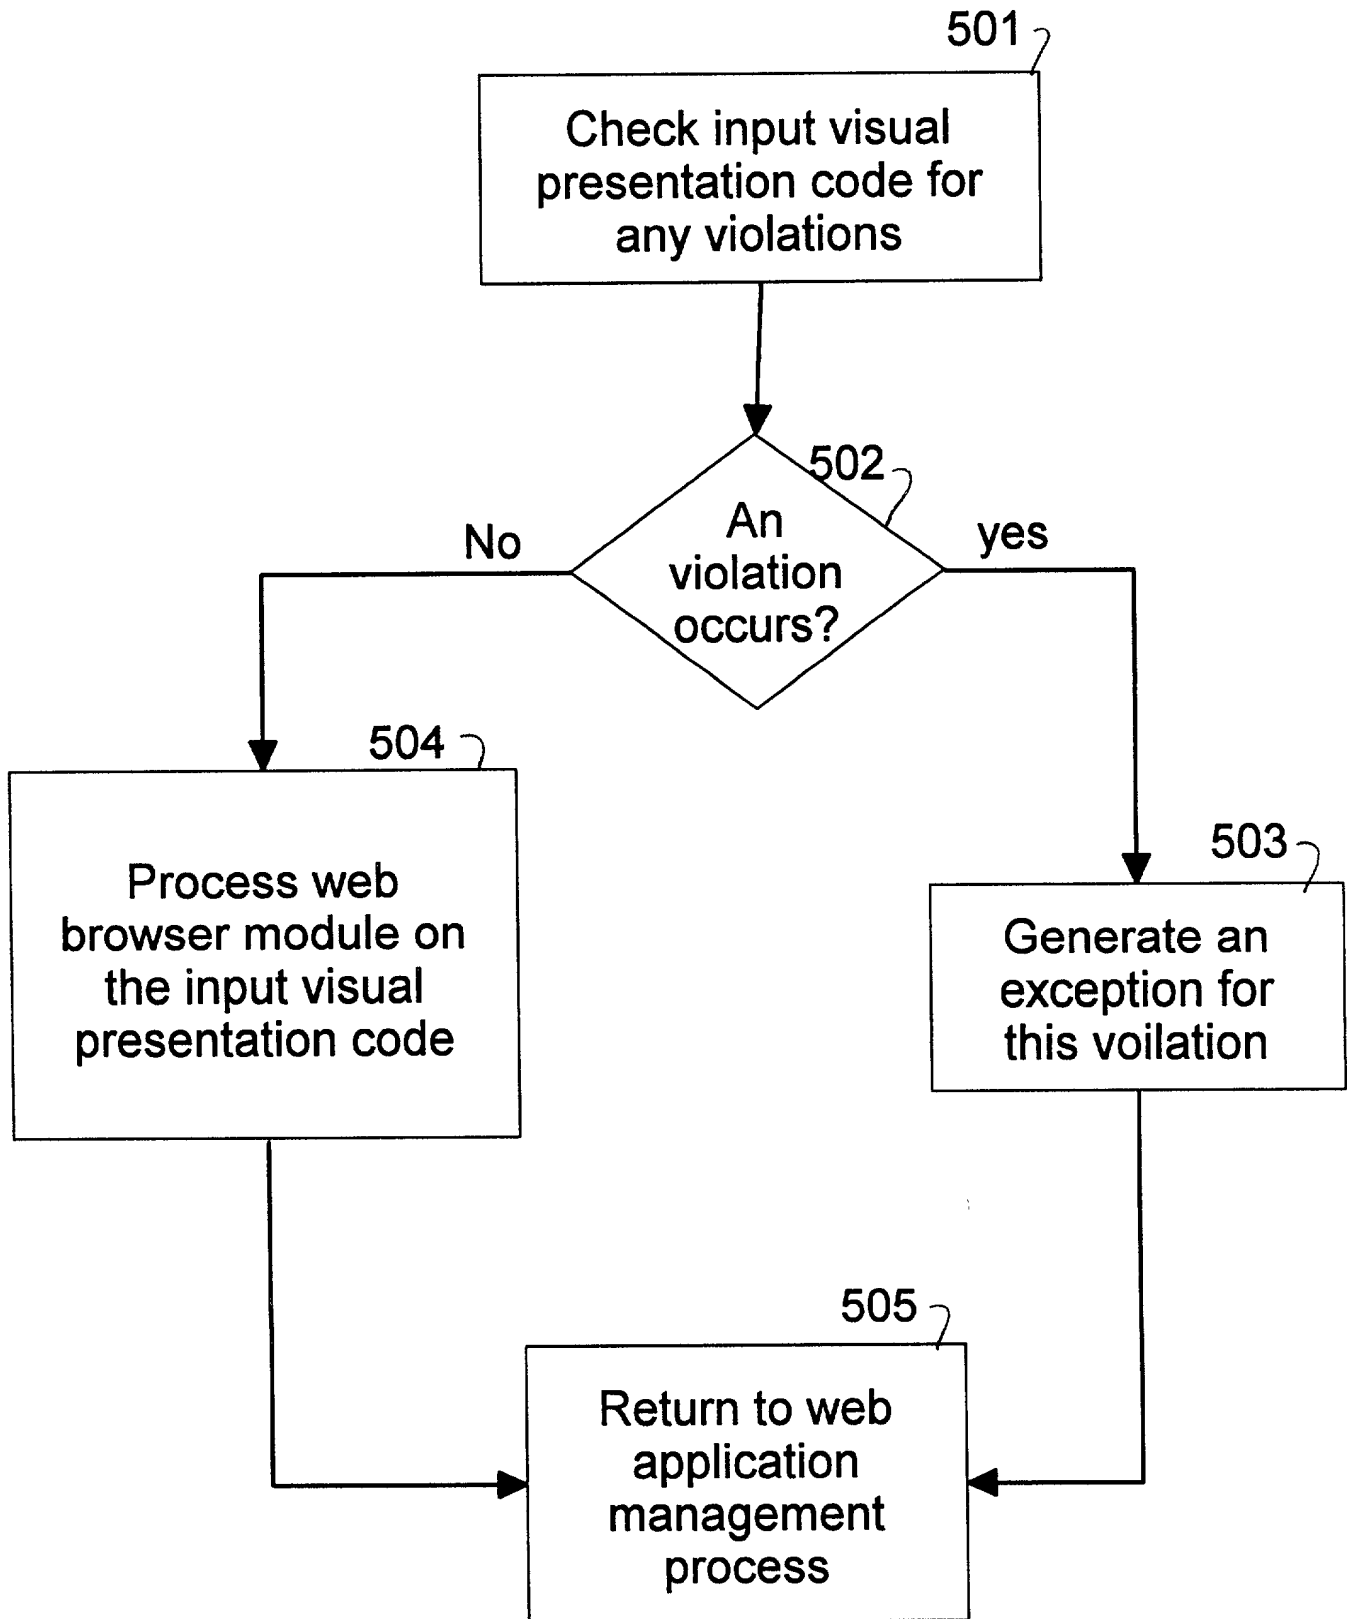 501
Check input visual
presentation code for
any violations
502
An
violation
occurs?
No
yes
504
Process web
browser module on
the input visual
presentation code
503
Generate an
exception for
this voilation
505
Return to web
application
management
process